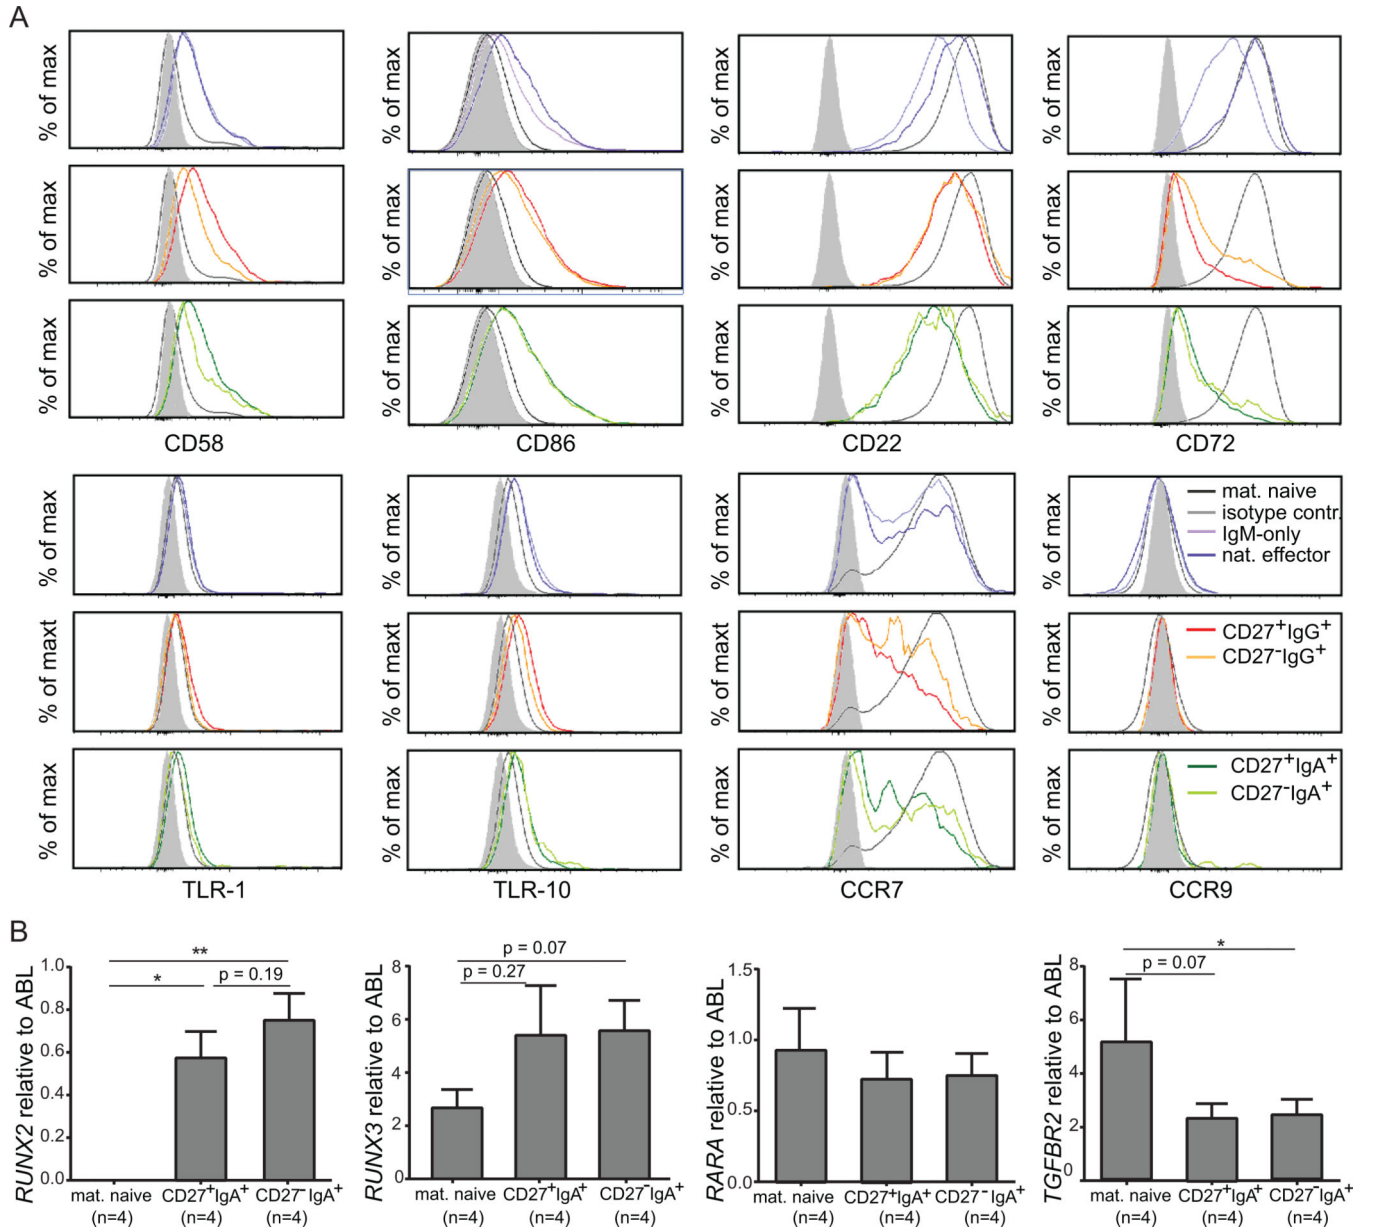 A
% of max
% of max
% of max
% of max
% of max
% of max
% of max
% of max
% of max
% of max
% of max
% of max
CD58
CD86
CD22
CD72
% of max
% of max
% of max
% of max
mat. naive
isotype contr.
IgM-only
nat. effector
% of maxt
% of maxt
% of max
% of maxt
CD27+IgG+
CD27-IgG+
% of max
% of max
% of max
% of max
CD27+IgA+
CD27-IgA+
TLR-1
TLR-10
CCR7
CCR9
B
RUNX2 relative to ABL
1.0
0.8
0.6
0.4
0.2
0.0
**
*
p = 0.19
mat. naive
CD27+IgA+
CD27-IgA+
(n=4)
(n=4)
(n=4)
RUNX3 relative to ABL
8
6
4
2
0
p = 0.07
p = 0.27
mat. naive
CD27+IgA+
CD27-IgA+
(n=4)
(n=4)
(n=4)
RARA relative to ABL
1.5
1.0
0.5
0.0
mat. naive
CD27+IgA+
CD27-IgA+
(n=4)
(n=4)
(n=4)
TGFBR2 relative to ABL
8
6
4
2
0
*
p = 0.07
mat. naive
CD27+IgA+
CD27-IgA+
(n=4)
(n=4)
(n=4)